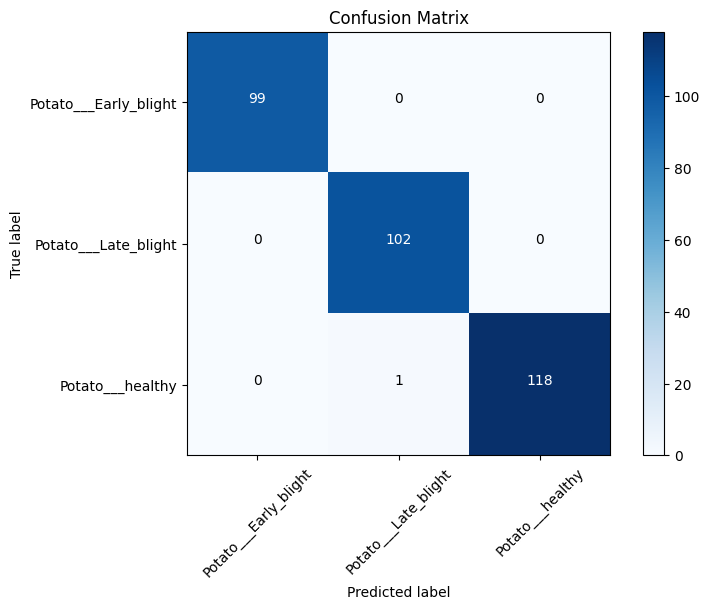 Confusion Matrix
True label
Potato___Early_blight
99 0 0
Potato___Late_blight
0 102 0
Potato___healthy
0 1 118
Potato___Early_blight
Potato___Late_blight
Potato___healthy
Predicted label
100
80
60
40
20
0